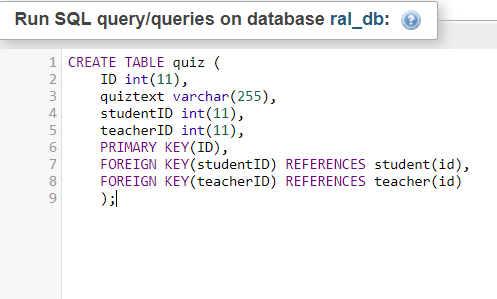 Run SQL query/queries on database ral_db:
1 CREATE TABLE quiz (
2 ID int(11),
3 quiztext varchar(255),
4 studentID int(11),
5 teacherID int(11),
6 PRIMARY KEY(ID),
7 FOREIGN KEY(studentID) REFERENCES student(id),
8 FOREIGN KEY(teacherID) REFERENCES teacher(id)
9 );